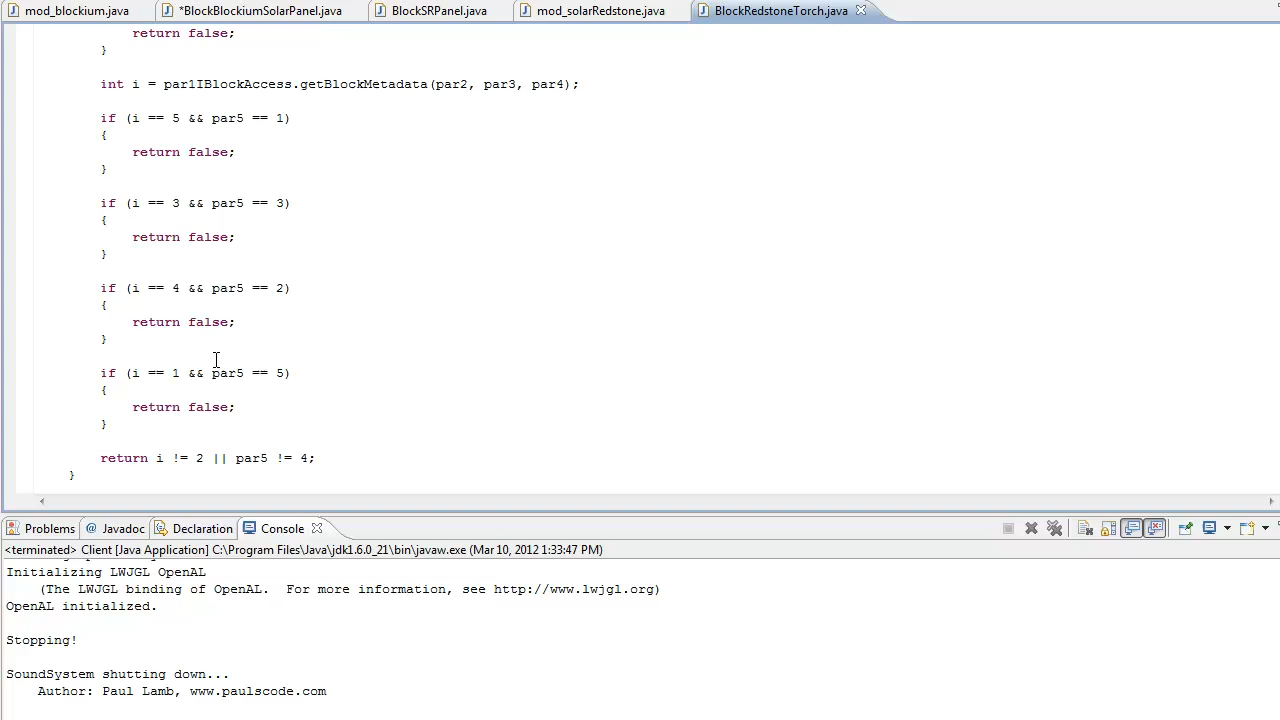 mod_blockium.java *BlockBlockiumSolarPanel.java BlockSRPanel.java mod_solarRedstone.java BlockRedstoneTorch.java
return false;
}
int i = par1IBlockAccess.getBlockMetadata(par2, par3, par4);
if (i == 5 && par5 == 1)
{
return false;
}
if (i == 3 && par5 == 3)
{
return false;
}
if (i == 4 && par5 == 2)
{
return false;
}
if (i == 1 && par5 == 5)
{
return false;
}
return i != 2 || par5 != 4;
}
Problems @ Javadoc Declaration Console
<terminated> Client [Java Application] C:\Program Files\Java\jdk1.6.0_21\bin\javaw.exe (Mar 10, 2012 1:33:47 PM)
Initializing LWJGL OpenAL
(The LWJGL binding of OpenAL.  For more information, see http://www.lwjgl.org)
OpenAL initialized.
Stopping!
SoundSystem shutting down...
Author: Paul Lamb, www.paulscode.com